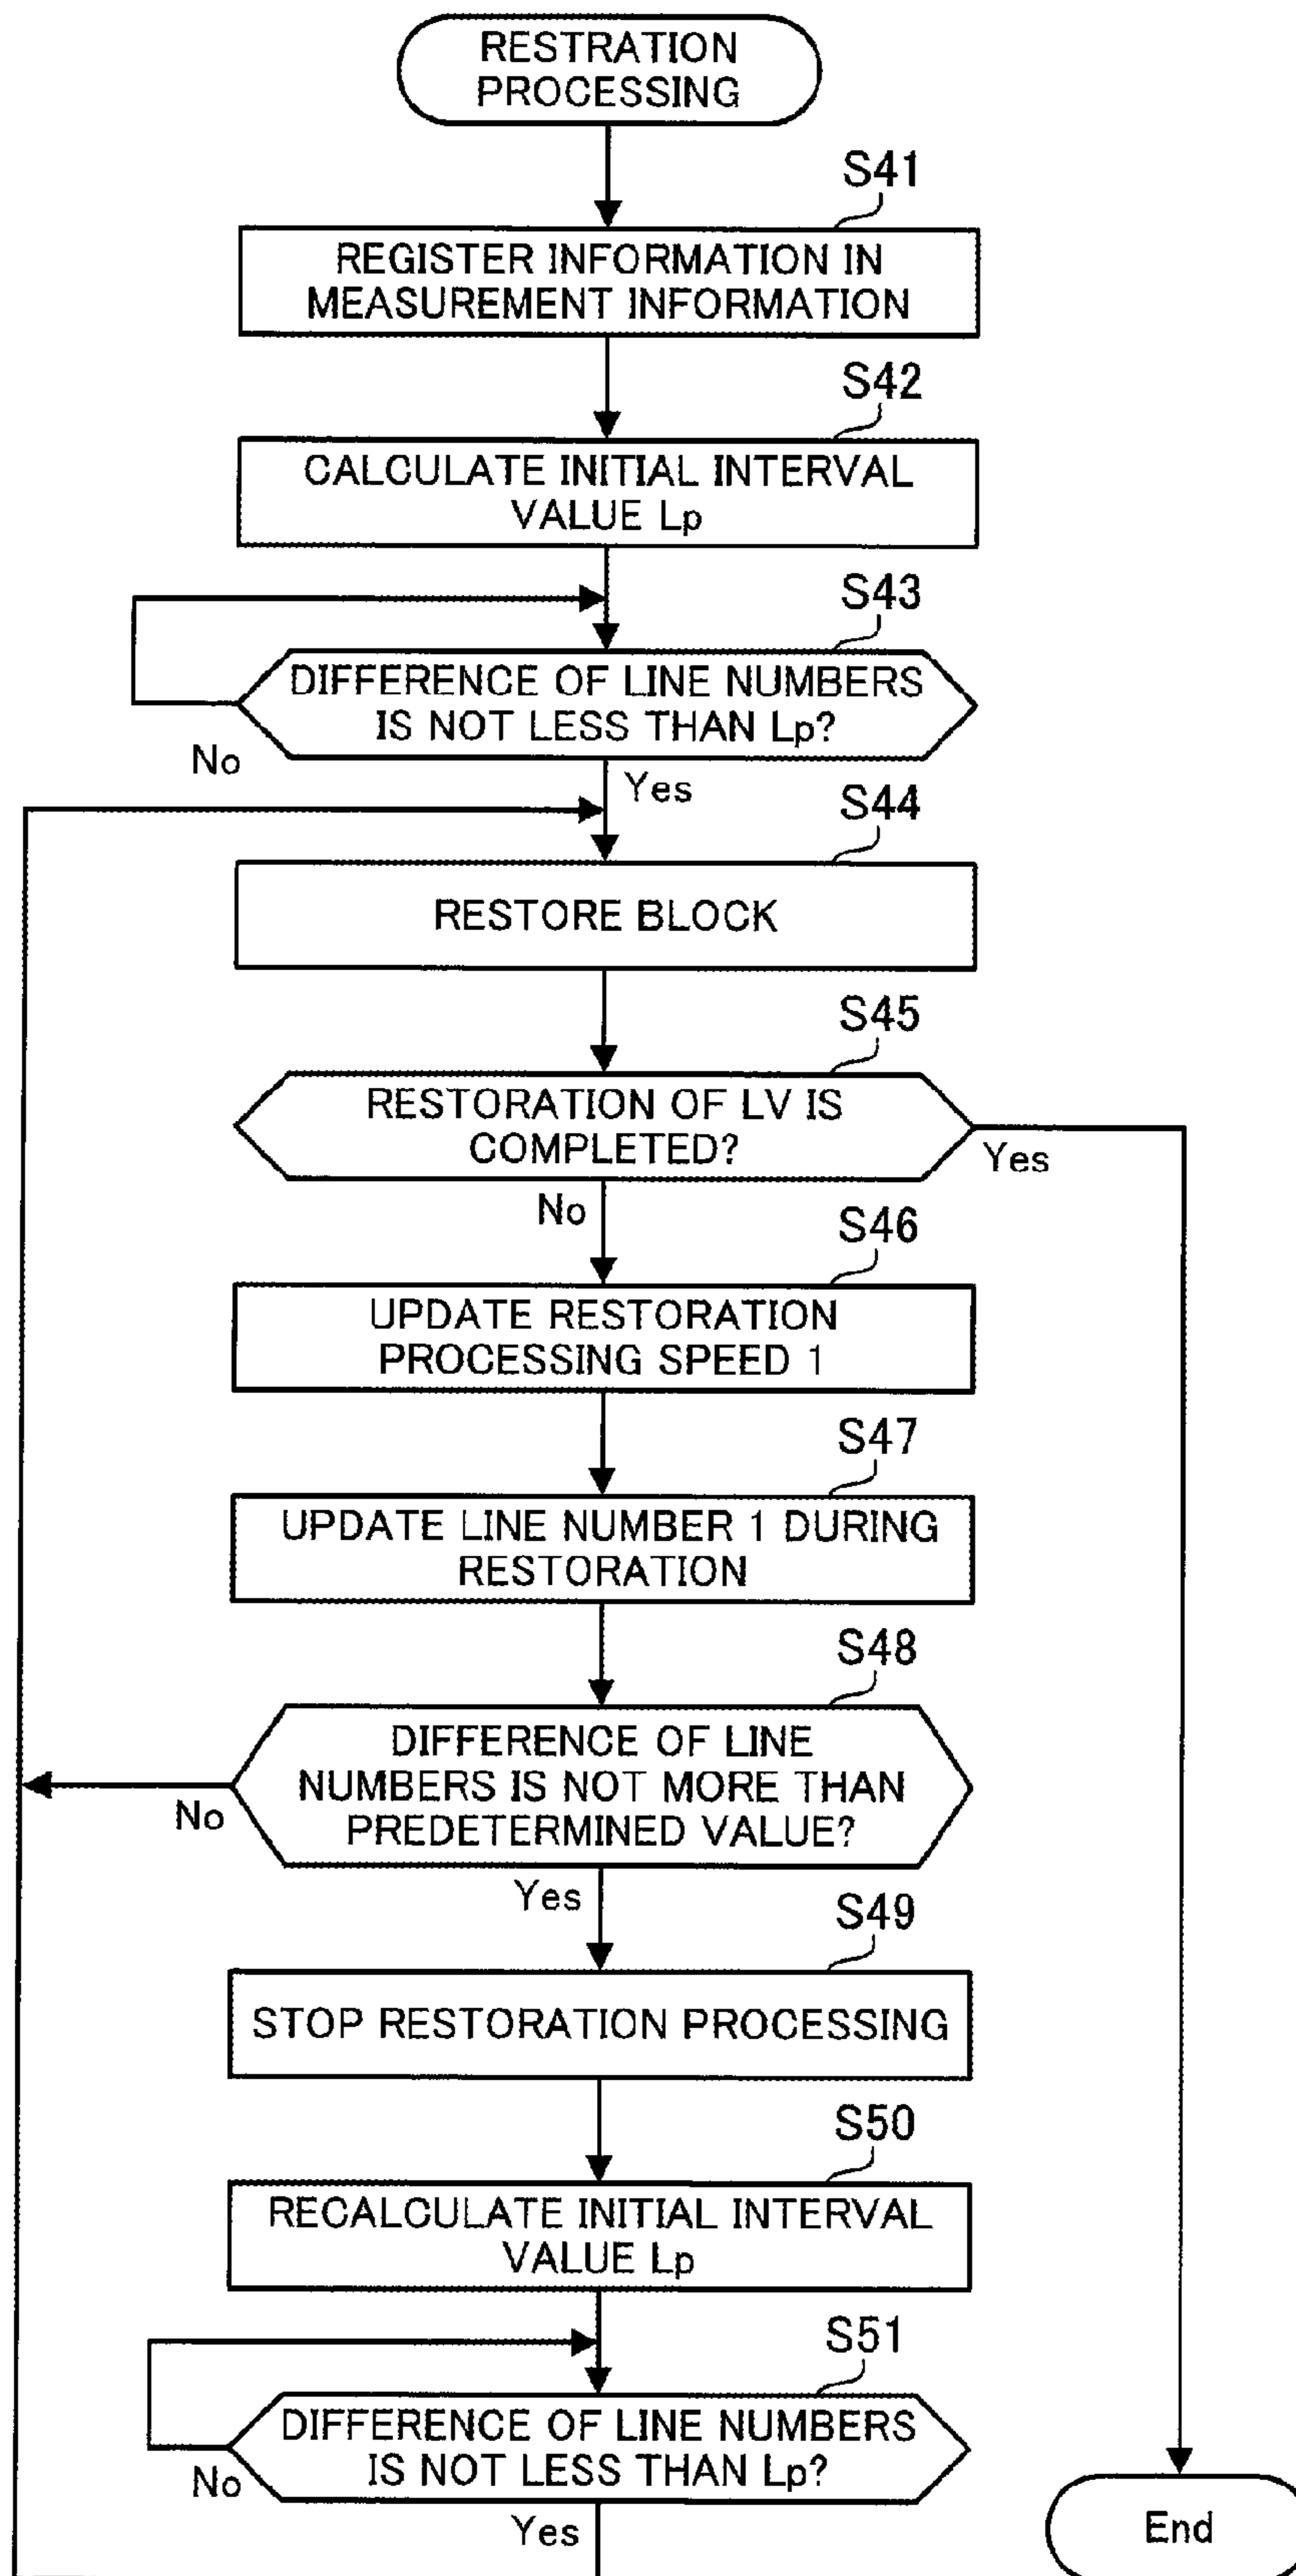 RESTRATION
PROCESSING
S41
REGISTER INFORMATION IN
MEASUREMENT INFORMATION
S42
CALCULATE INITIAL INTERVAL
VALUE Lp
S43
DIFFERENCE OF LINE NUMBERS
IS NOT LESS THAN Lp?
No
Yes
S44
RESTORE BLOCK
S45
RESTORATION OF LV IS
COMPLETED?
Yes
No
S46
UPDATE RESTORATION
PROCESSING SPEED 1
S47
UPDATE LINE NUMBER 1 DURING
RESTORATION
S48
DIFFERENCE OF LINE
NUMBERS IS NOT MORE THAN
PREDETERMINED VALUE?
No
Yes
S49
STOP RESTORATION PROCESSING
S50
RECALCULATE INITIAL INTERVAL
VALUE Lp
S51
DIFFERENCE OF LINE NUMBERS
IS NOT LESS THAN Lp?
No
Yes
End